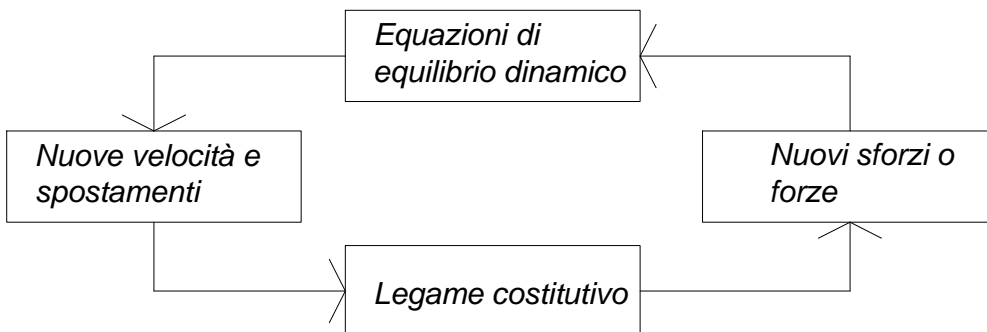 Equazioni di
equilibrio dinamico
Nuove velocità e
spostamenti
Nuovi sforzi o
forze
Legame costitutivo